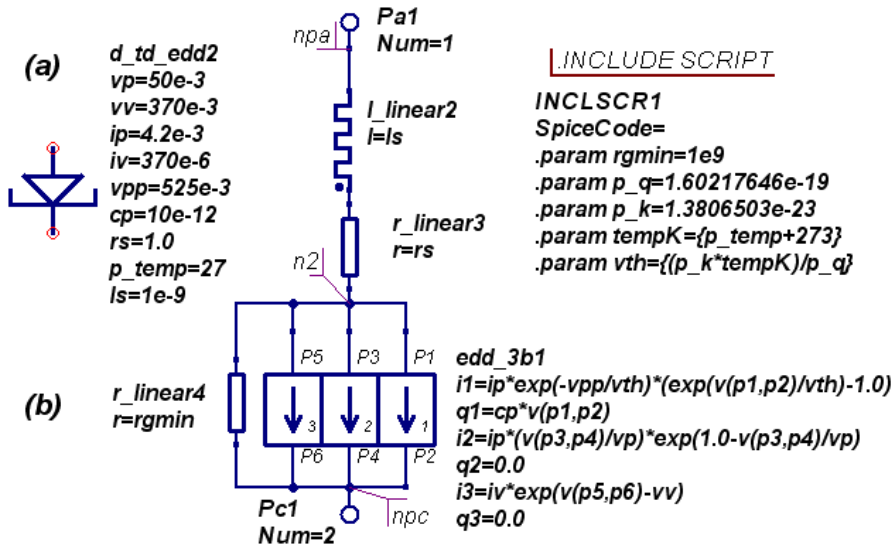 (a)
d_td_edd2
vp=50e-3
vv=370e-3
ip=4.2e-3
iv=370e-6
vpp=525e-3
cp=10e-12
rs=1.0
p_temp=27
ls=1e-9
npa
Pa1
Num=1
l_linear2
l=ls
r_linear3
r=rs
n2
.INCLUDE SCRIPT
INCLSCR1
SpiceCode=
.param rgmin=1e9
.param p_q=1.60217646e-19
.param p_k=1.3806503e-23
.param tempK={p_temp+273}
.param vth={(p_k*tempK)/p_q}
(b)
r_linear4
r=rgmin
P5 P3 P1
3 2 1
P6 P4 P2
edd_3b1
i1=ip*exp(-vpp/vth)*(exp(v(p1,p2)/vth)-1.0)
q1=cp*v(p1,p2)
i2=ip*(v(p3,p4)/vp)*exp(1.0-v(p3,p4)/vp)
q2=0.0
i3=iv*exp(v(p5,p6)-vv)
q3=0.0
Pc1
Num=2
npc